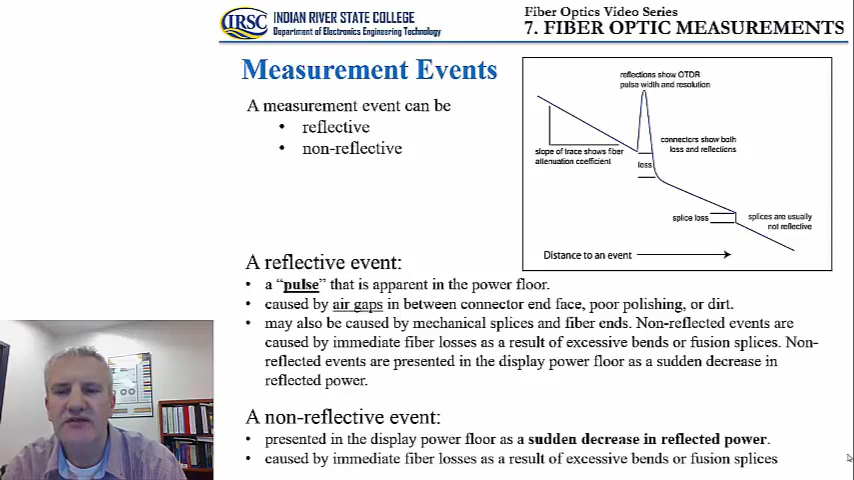 IRSC
INDIAN RIVER STATE COLLEGE
Department of Electronics Engineering Technology
Fiber Optics Video Series
7. FIBER OPTIC MEASUREMENTS
Measurement Events
A measurement event can be
• reflective
• non-reflective
reflections show OTDR
pulse width and resolution
connectors show both
loss and reflections
slope of trace shows fiber
attenuation coefficient
loss
splice loss
splices are usually
not reflective
Distance to an event
A reflective event:
• a “pulse” that is apparent in the power floor.
• caused by air gaps in between connector end face, poor polishing, or dirt.
• may also be caused by mechanical splices and fiber ends. Non-reflected events are
caused by immediate fiber losses as a result of excessive bends or fusion splices. Non-
reflected events are presented in the display power floor as a sudden decrease in
reflected power.
A non-reflective event:
• presented in the display power floor as a sudden decrease in reflected power.
• caused by immediate fiber losses as a result of excessive bends or fusion splices